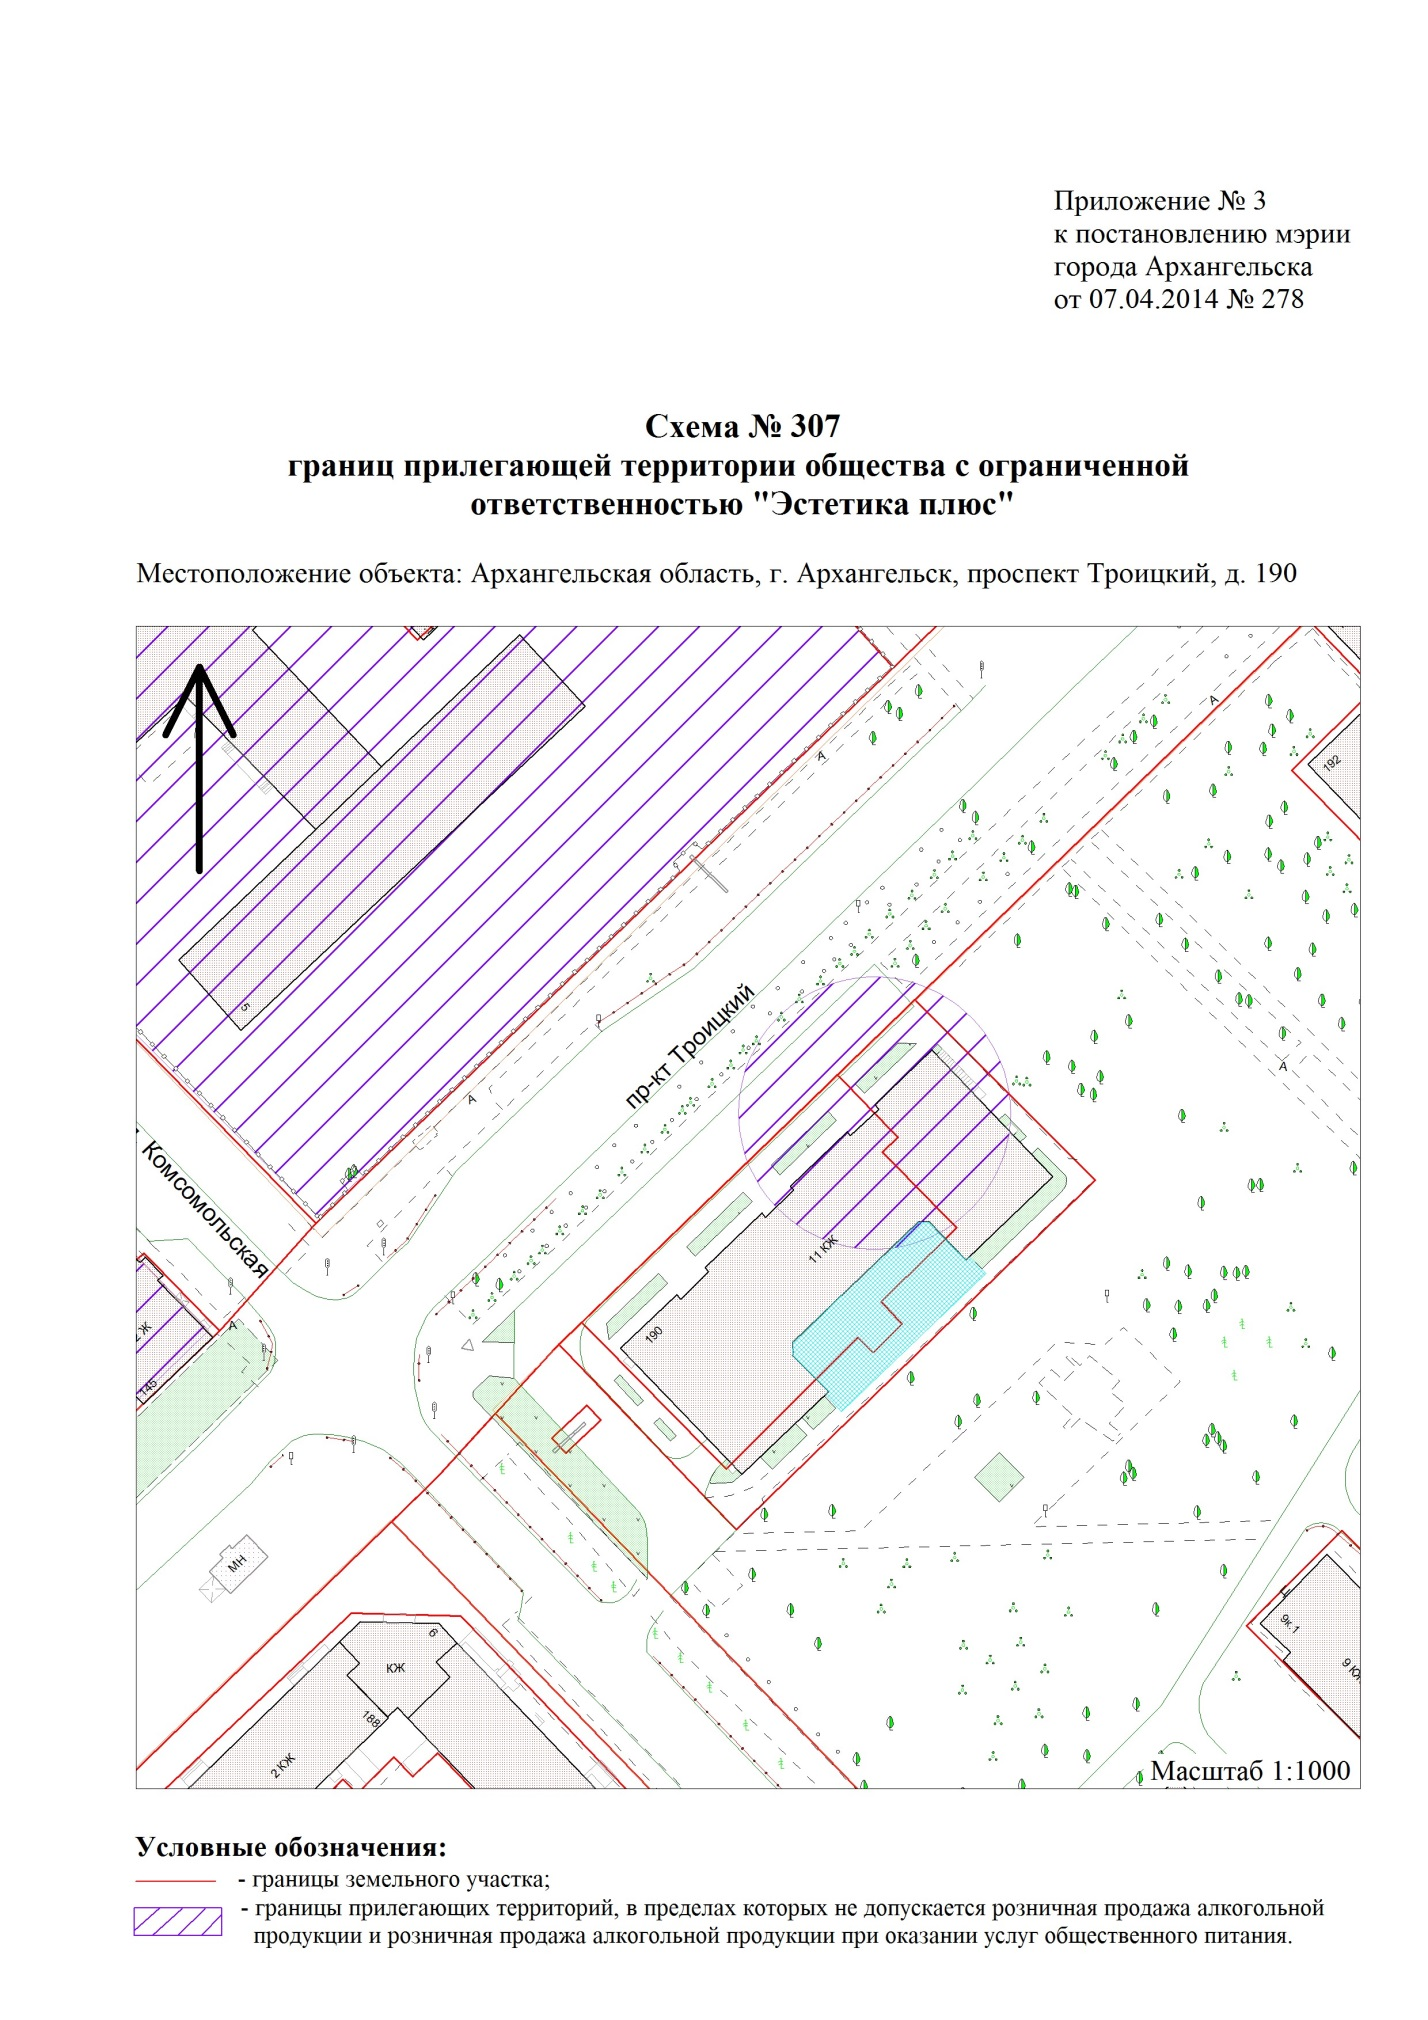 Приложение № 3
к постановлению мэрии
города Архангельска
от 07.04.2014 № 278
Схема № 307
границ прилегающей территории общества с ограниченной
ответственностью "Эстетика плюс"
Местоположение объекта: Архангельская область, г. Архангельск, проспект Троицкий, д. 190
А
192
А
5
пр-кт Троицкий
А
А
Комсомольская
11 КЖ
190
А
145
МН
6
КЖ
188
2 КЖ
9к.1
9 КЖ
Масштаб 1:1000
Условные обозначения:
- границы земельного участка;
- границы прилегающих территорий, в пределах которых не допускается розничная продажа алкогольной
продукции и розничная продажа алкогольной продукции при оказании услуг общественного питания.